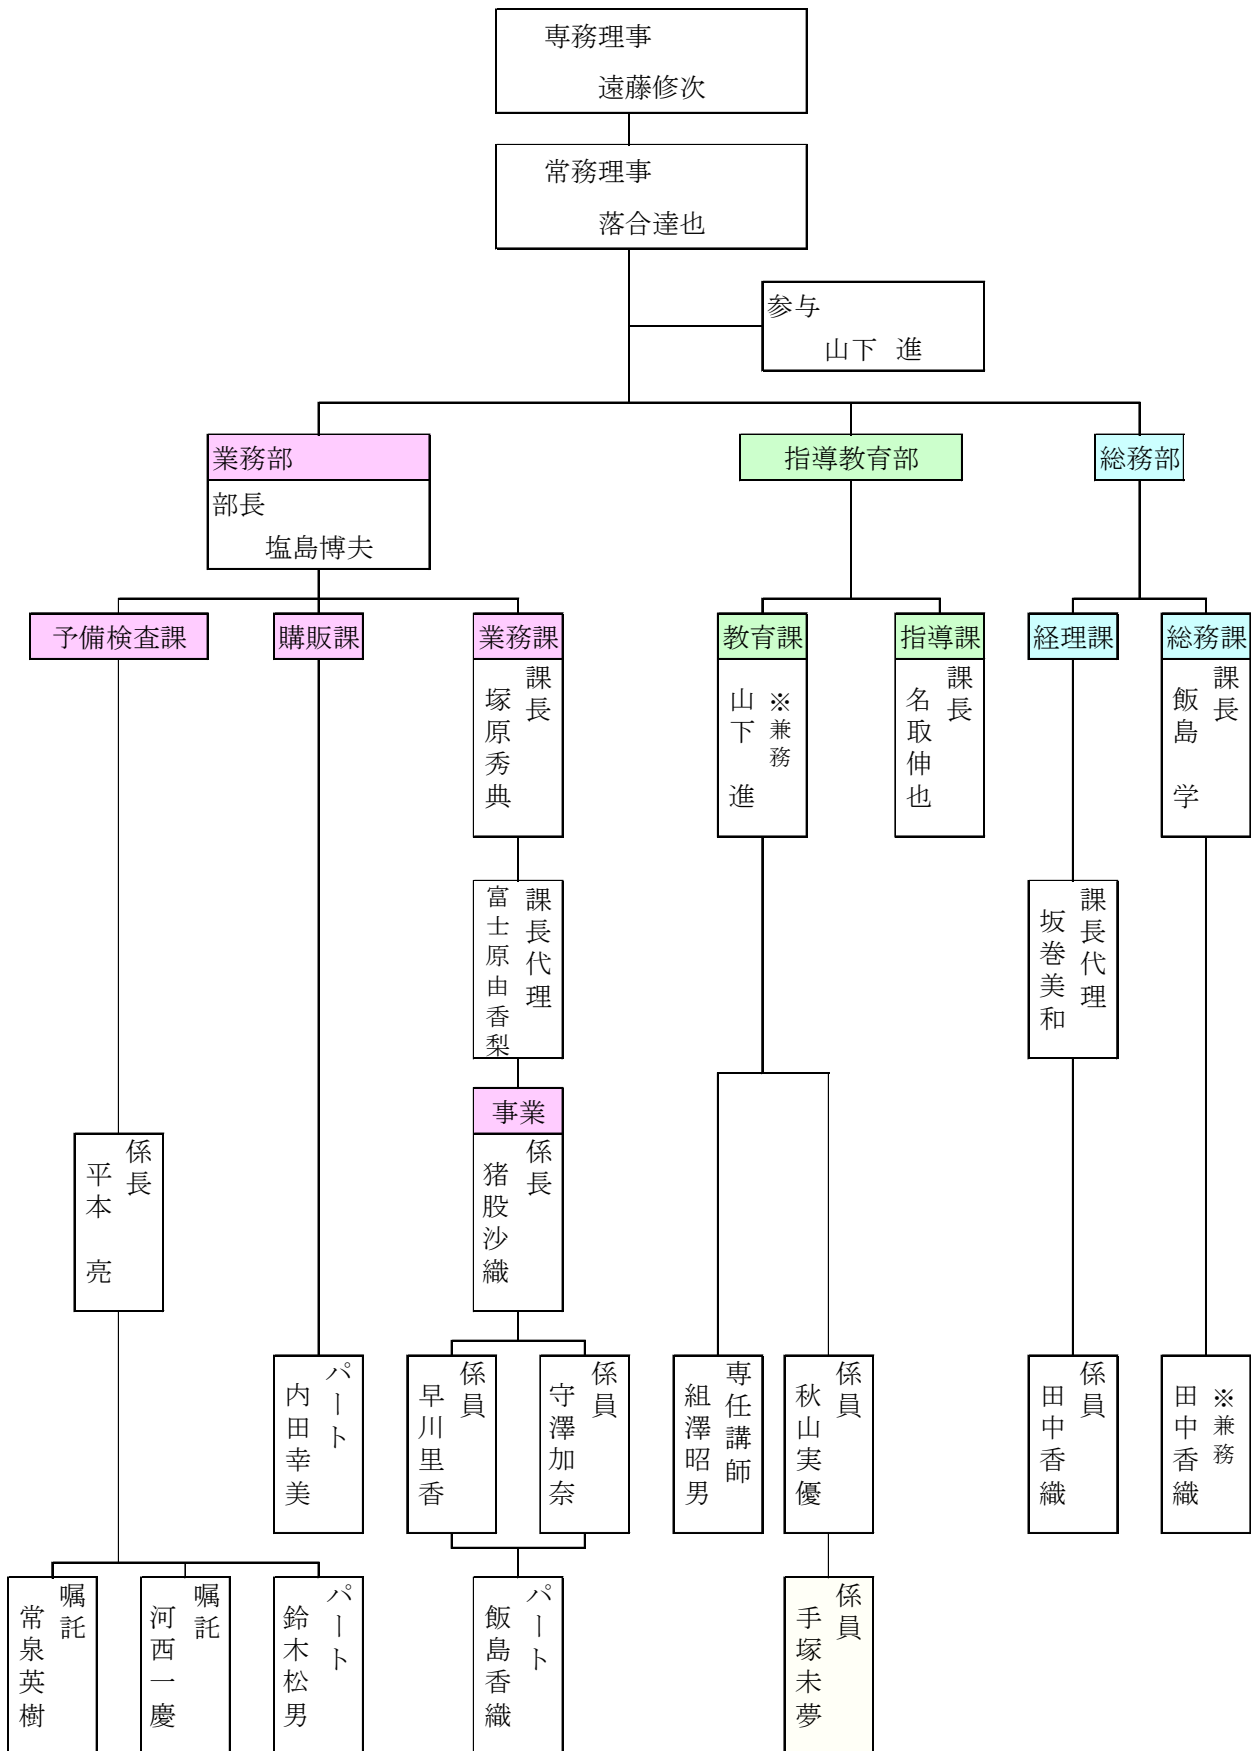 専務理事
遠藤修次
常務理事
落合達也
参与
山下 進
業務部
部長
塩島博夫
指導教育部
総務部
予備検査課
購販課
業務課
課長
塚原秀典
教育課
※兼務
山下 進
指導課
課長
名取伸也
経理課
総務課
課長
飯島 学
課長代理
富士原由香梨
課長代理
坂巻美和
事業
係長
猪股沙織
係長
平本 亮
パート
内田幸美
係員
早川里香
係員
守澤加奈
専任講師
組澤昭男
係員
秋山実優
係員
田中香織
※兼務
田中香織
嘱託
常泉英樹
嘱託
河西一慶
パート
鈴木松男
パート
飯島香織
係員
手塚未夢